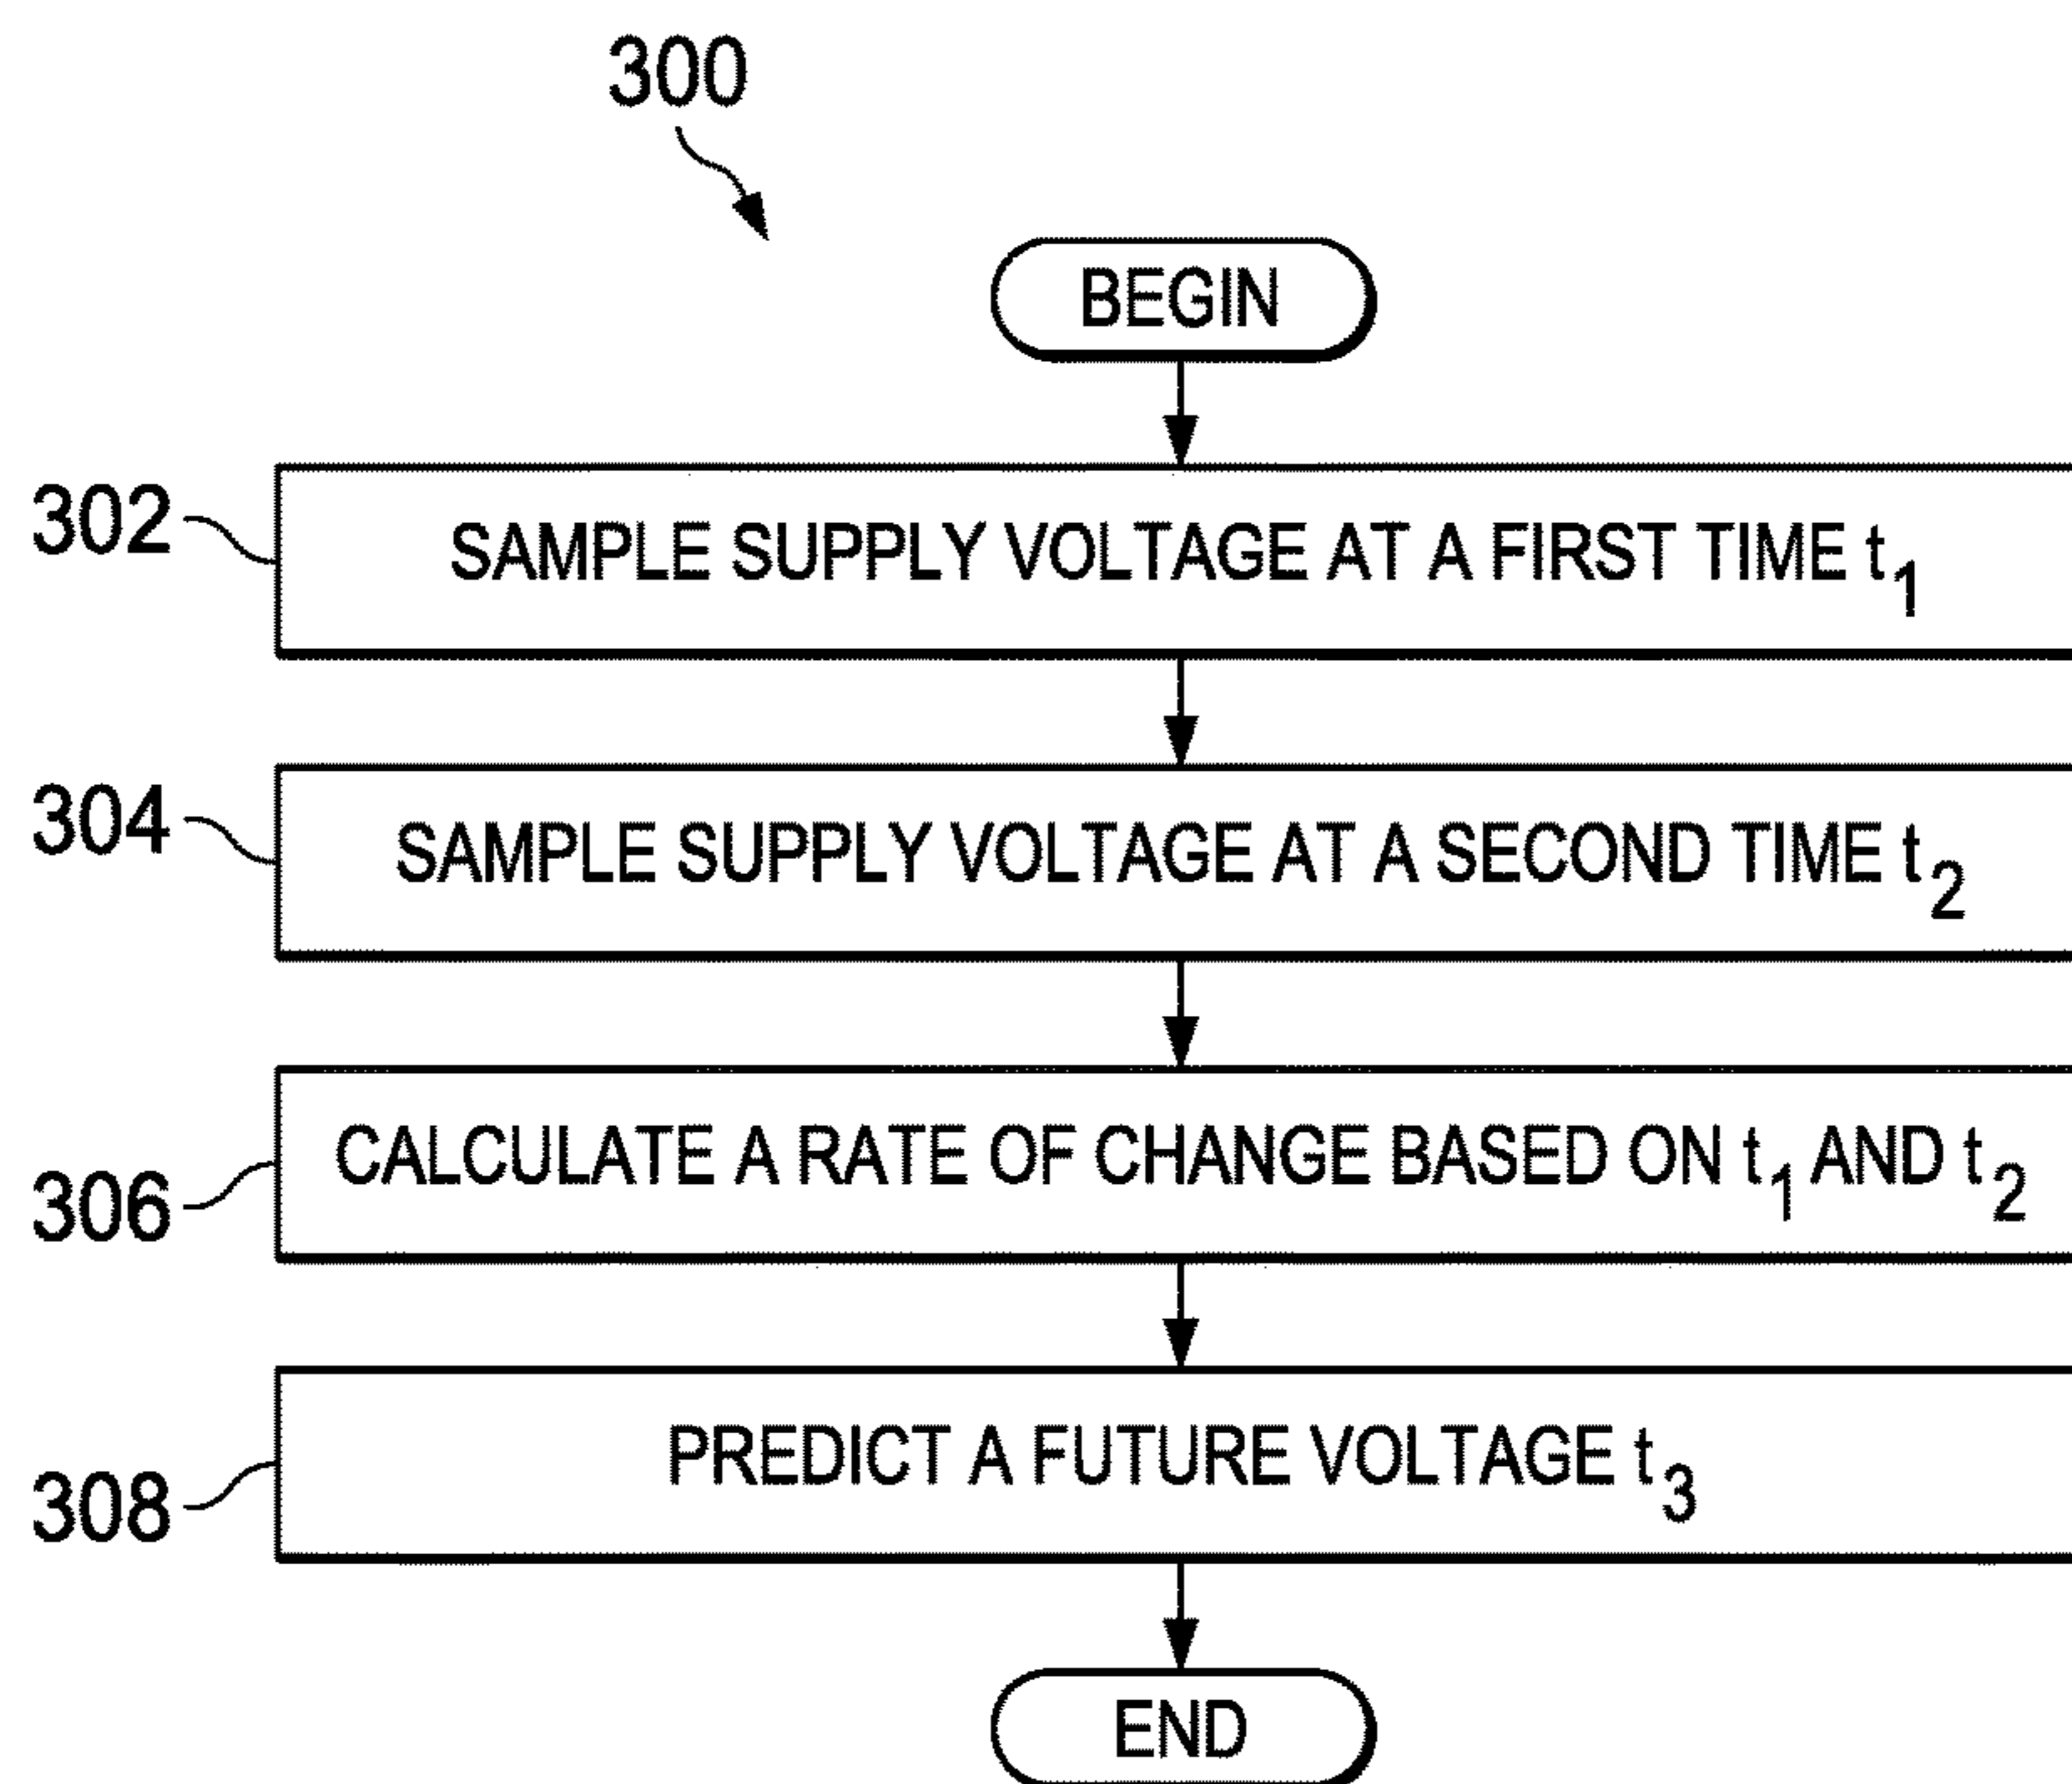 300
BEGIN
302
SAMPLE SUPPLY VOLTAGE AT A FIRST TIME t₁
304
SAMPLE SUPPLY VOLTAGE AT A SECOND TIME t₂
306
CALCULATE A RATE OF CHANGE BASED ON t₁ AND t₂
308
PREDICT A FUTURE VOLTAGE t₃
END